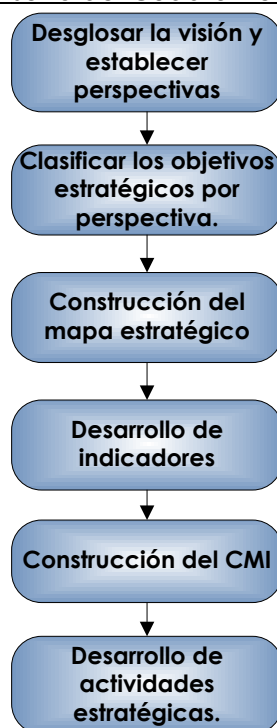 Desglosar la visión y
establecer
perspectivas
Clasificar los objetivos
estratégicos por
perspectiva.
Construcción del
mapa estratégico
Desarrollo de
indicadores
Construcción del CMI
Desarrollo de
actividades
estratégicas.